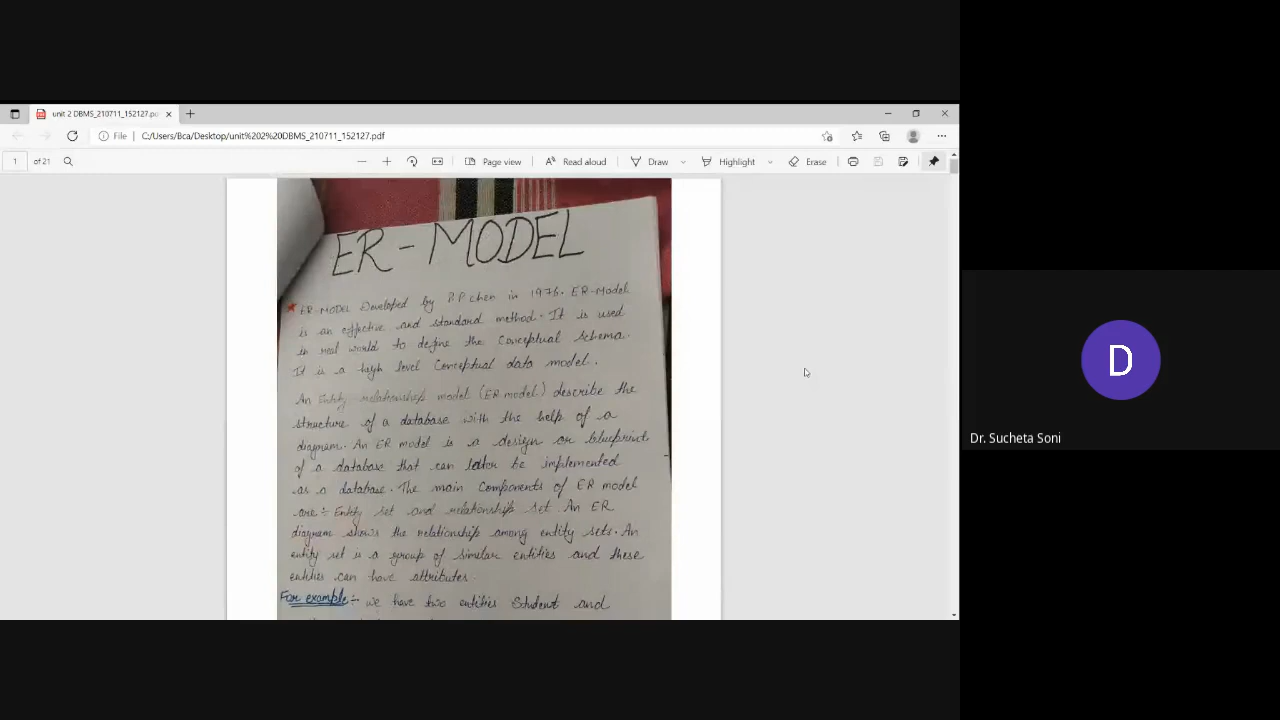 unit 2 DBMS_210711_152127.pd
File
C:/Users/Bca/Desktop/unit%202%20DBMS_210711_152127.pdf
1 of 21
Page view
Read aloud
Draw
Highlight
Erase
ER-MODEL
ER-MODEL Developed by P.P. chen in 1976. ER-Model
is an effective and standard method. It is used
in real world to define the Conceptual schema.
It is a high level Conceptual data model.
An Entity relationship model (ER model) describe the
structure of a database with the help of a
diagram. An ER model is a design or blueprint
of a database that can later be implemented
as a database. The main Components of ER model
are :- Entity set and relationship set. An ER
diagram shows the relationship among entity sets. An
entity set is a group of similar entities and these
entities can have attributes.
For example :- we have two entities Student and
D
Dr. Sucheta Soni